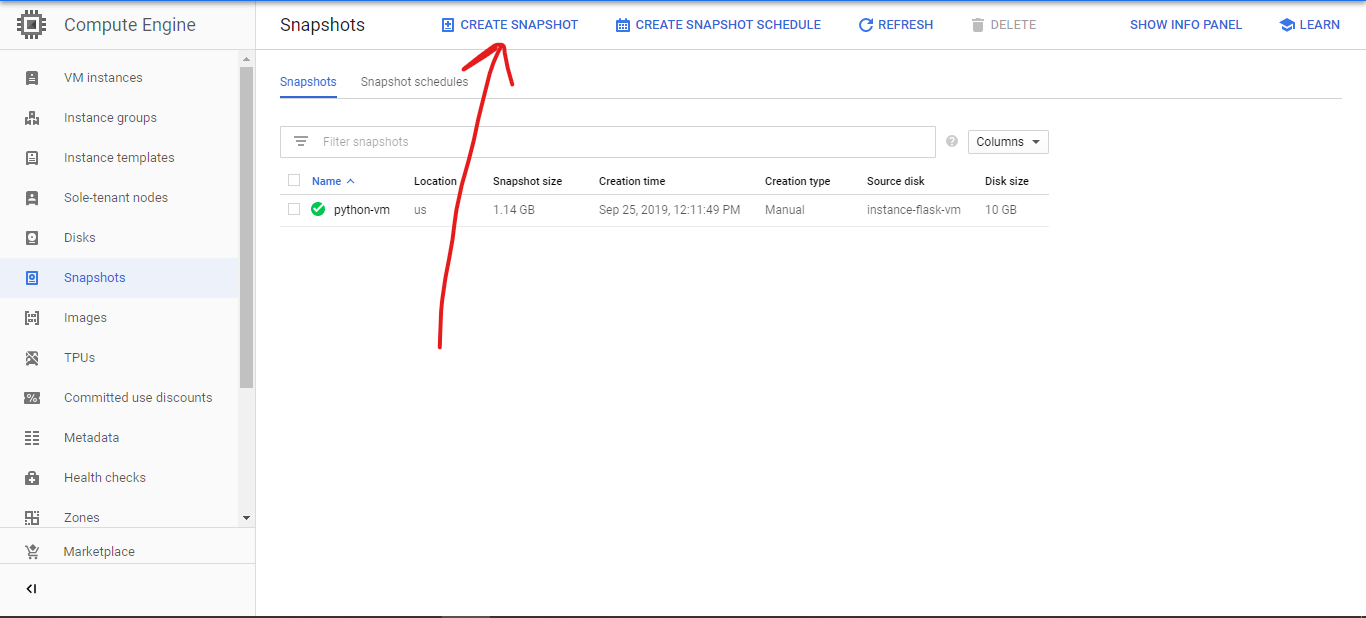 Compute Engine
Snapshots
CREATE SNAPSHOT
CREATE SNAPSHOT SCHEDULE
REFRESH
DELETE
SHOW INFO PANEL
LEARN
VM instances
Instance groups
Instance templates
Sole-tenant nodes
Disks
Snapshots
Images
TPUs
Committed use discounts
Metadata
Health checks
Zones
Marketplace
Snapshots Snapshot schedules
Filter snapshots
Columns
Name Location Snapshot size Creation time Creation type Source disk Disk size
python-vm us 1.14 GB Sep 25, 2019, 12:11:49 PM Manual instance-flask-vm 10 GB